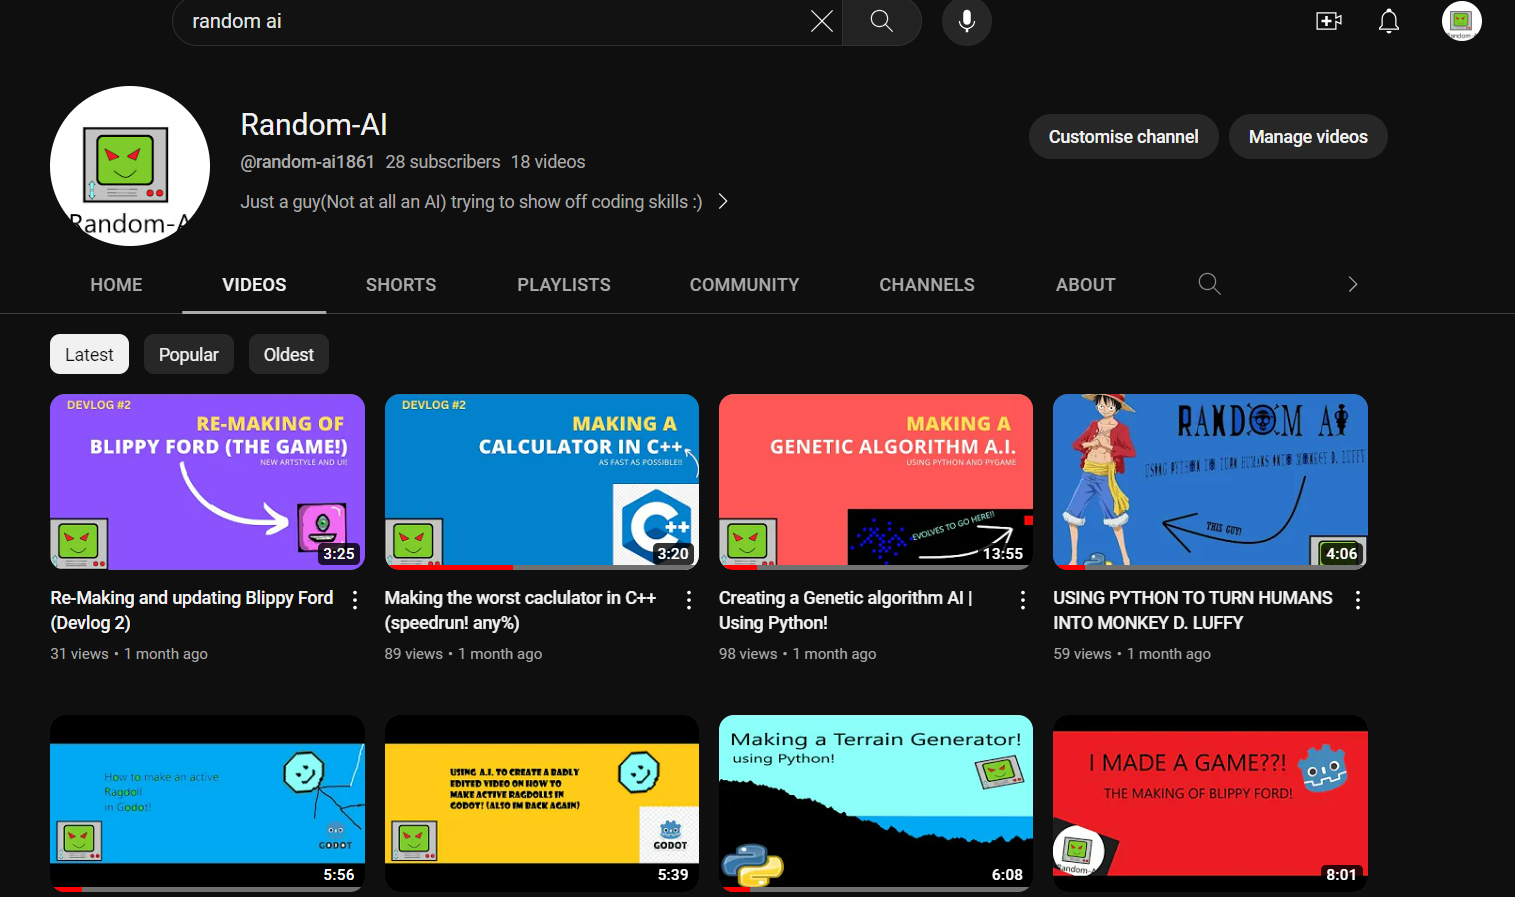 random ai
Random-AI
Random-AI
@random-ai1861 28 subscribers 18 videos
Just a guy(Not at all an AI) trying to show off coding skills :)
Customise channel
Manage videos
Random-A
HOME VIDEOS SHORTS PLAYLISTS COMMUNITY CHANNELS ABOUT
Latest Popular Oldest
DEVLOG #2
RE-MAKING OF
BLIPPY FORD (THE GAME!)
NEW ARTSTYLE AND UI!
3:25
Re-Making and updating Blippy Ford
(Devlog 2)
31 views • 1 month ago
DEVLOG #2
MAKING A
CALCULATOR IN C++
AS FAST AS POSSIBLE!!
C++
3:20
Making the worst caclulator in C++
(speedrun! any%)
89 views • 1 month ago
MAKING A
GENETIC ALGORITHM A.I.
USING PYTHON AND PYGAME
EVOLVES TO GO HERE!!
13:55
Creating a Genetic algorithm AI |
Using Python!
98 views • 1 month ago
RANDOM AI
USING PYTHON TO TURN HUMANS INTO MONKEY D. LUFFY
THIS GUY!
4:06
USING PYTHON TO TURN HUMANS
INTO MONKEY D. LUFFY
59 views • 1 month ago
How to make an active
Ragdoll
in Godot!
GODOT
5:56
USING A.I. TO CREATE A BADLY
EDITED VIDEO ON HOW TO
MAKE ACTIVE RAGDOLLS IN
GODOT! (ALSO IM BACK AGAIN)
GODOT
5:39
Making a Terrain Generator!
using Python!
6:08
I MADE A GAME??!
THE MAKING OF BLIPPY FORD!
Random-A
8:01